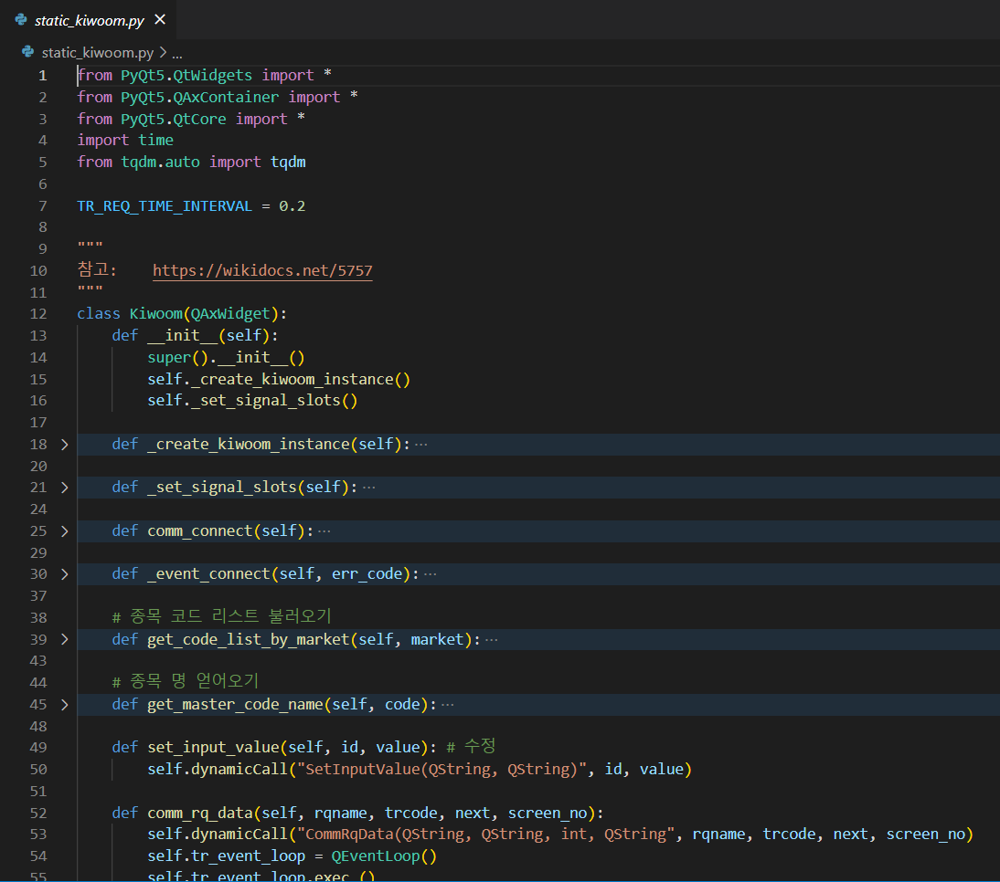 static_kiwoom.py ×
static_kiwoom.py > ...
1 from PyQt5.QtWidgets import *
2 from PyQt5.QAxContainer import *
3 from PyQt5.QtCore import *
4 import time
5 from tqdm.auto import tqdm
6
7 TR_REQ_TIME_INTERVAL = 0.2
8
9 """
10 참고:    https://wikidocs.net/5757
11 """
12 class Kiwoom(QAxWidget):
13     def __init__(self):
14         super().__init__()
15         self._create_kiwoom_instance()
16         self._set_signal_slots()
17
18 >     def _create_kiwoom_instance(self): ···
20
21 >     def _set_signal_slots(self): ···
24
25 >     def comm_connect(self): ···
29
30 >     def _event_connect(self, err_code): ···
37
38     # 종목 코드 리스트 불러오기
39 >     def get_code_list_by_market(self, market): ···
43
44     # 종목 명 얻어오기
45 >     def get_master_code_name(self, code): ···
48
49     def set_input_value(self, id, value): # 수정
50         self.dynamicCall("SetInputValue(QString, QString)", id, value)
51
52     def comm_rq_data(self, rqname, trcode, next, screen_no):
53         self.dynamicCall("CommRqData(QString, QString, int, QString", rqname, trcode, next, screen_no)
54         self.tr_event_loop = QEventLoop()
55         self.tr_event_loop.exec_()